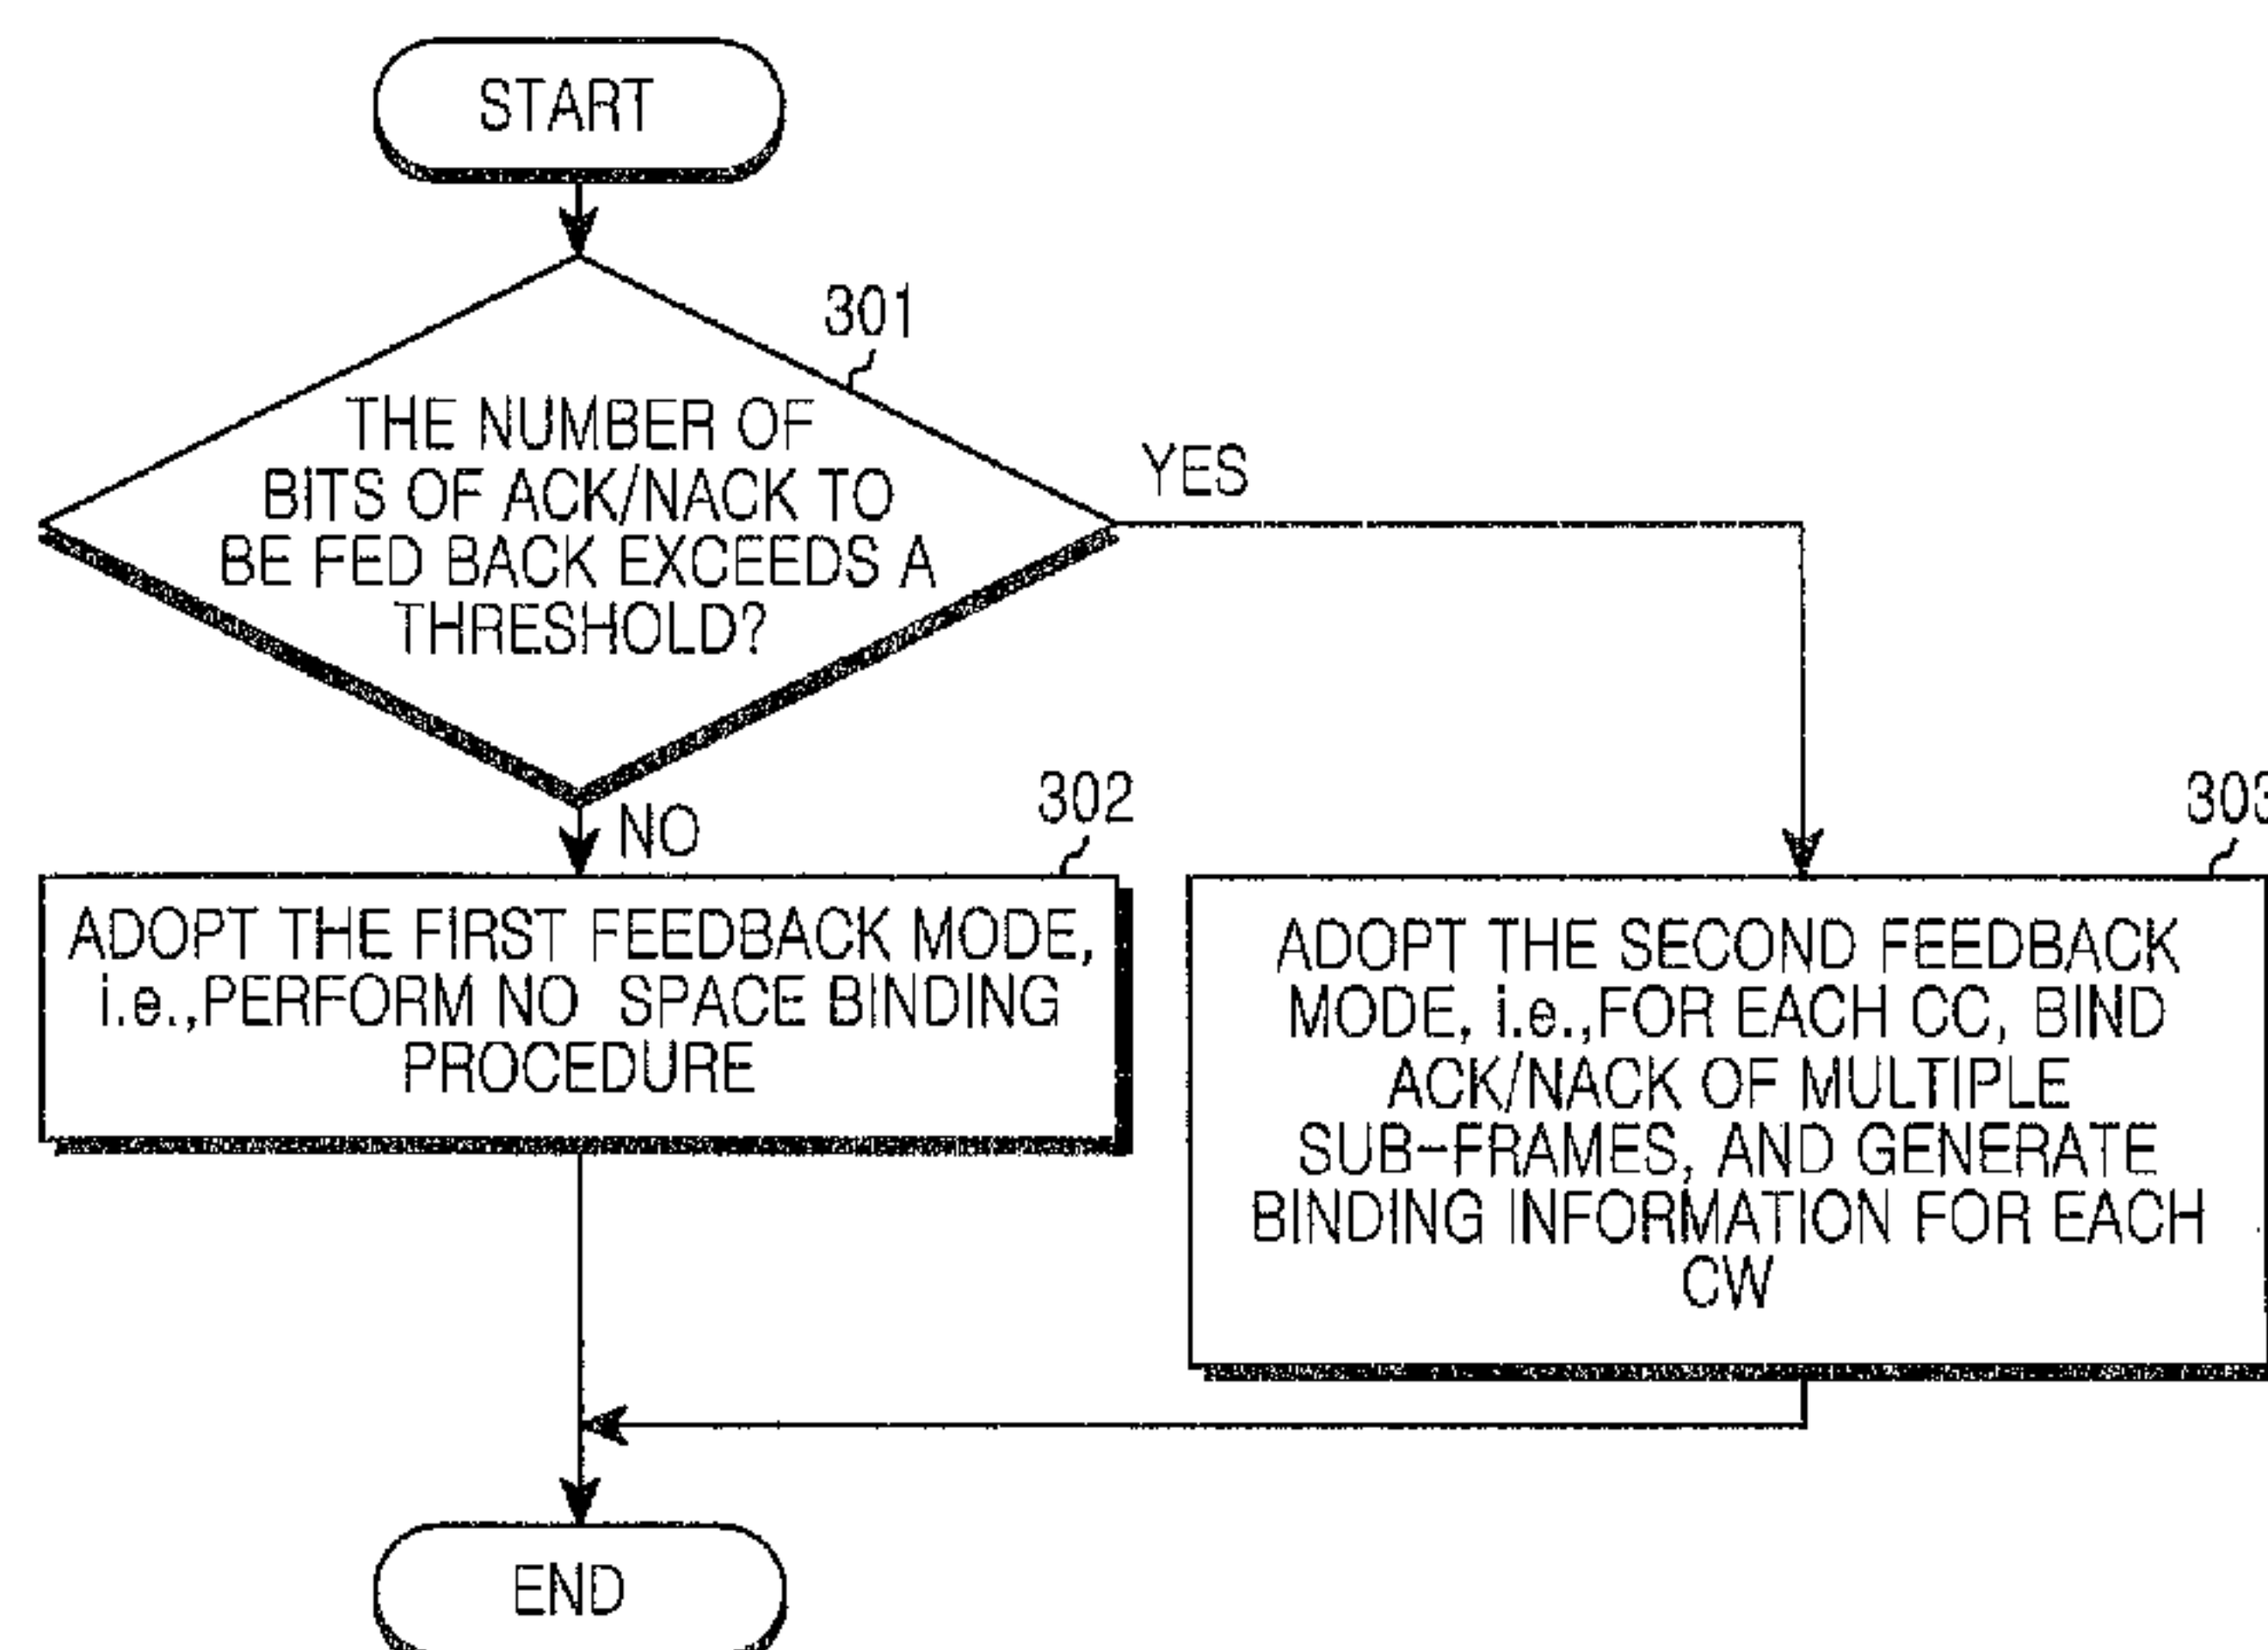 START
301
THE NUMBER OF
BITS OF ACK/NACK TO
BE FED BACK EXCEEDS A
THRESHOLD?
YES
NO
302
ADOPT THE FIRST FEEDBACK MODE,
i.e.,PERFORM NO SPACE BINDING
PROCEDURE
303
ADOPT THE SECOND FEEDBACK
MODE, i.e.,FOR EACH CC, BIND
ACK/NACK OF MULTIPLE
SUB-FRAMES, AND GENERATE
BINDING INFORMATION FOR EACH
CW
END